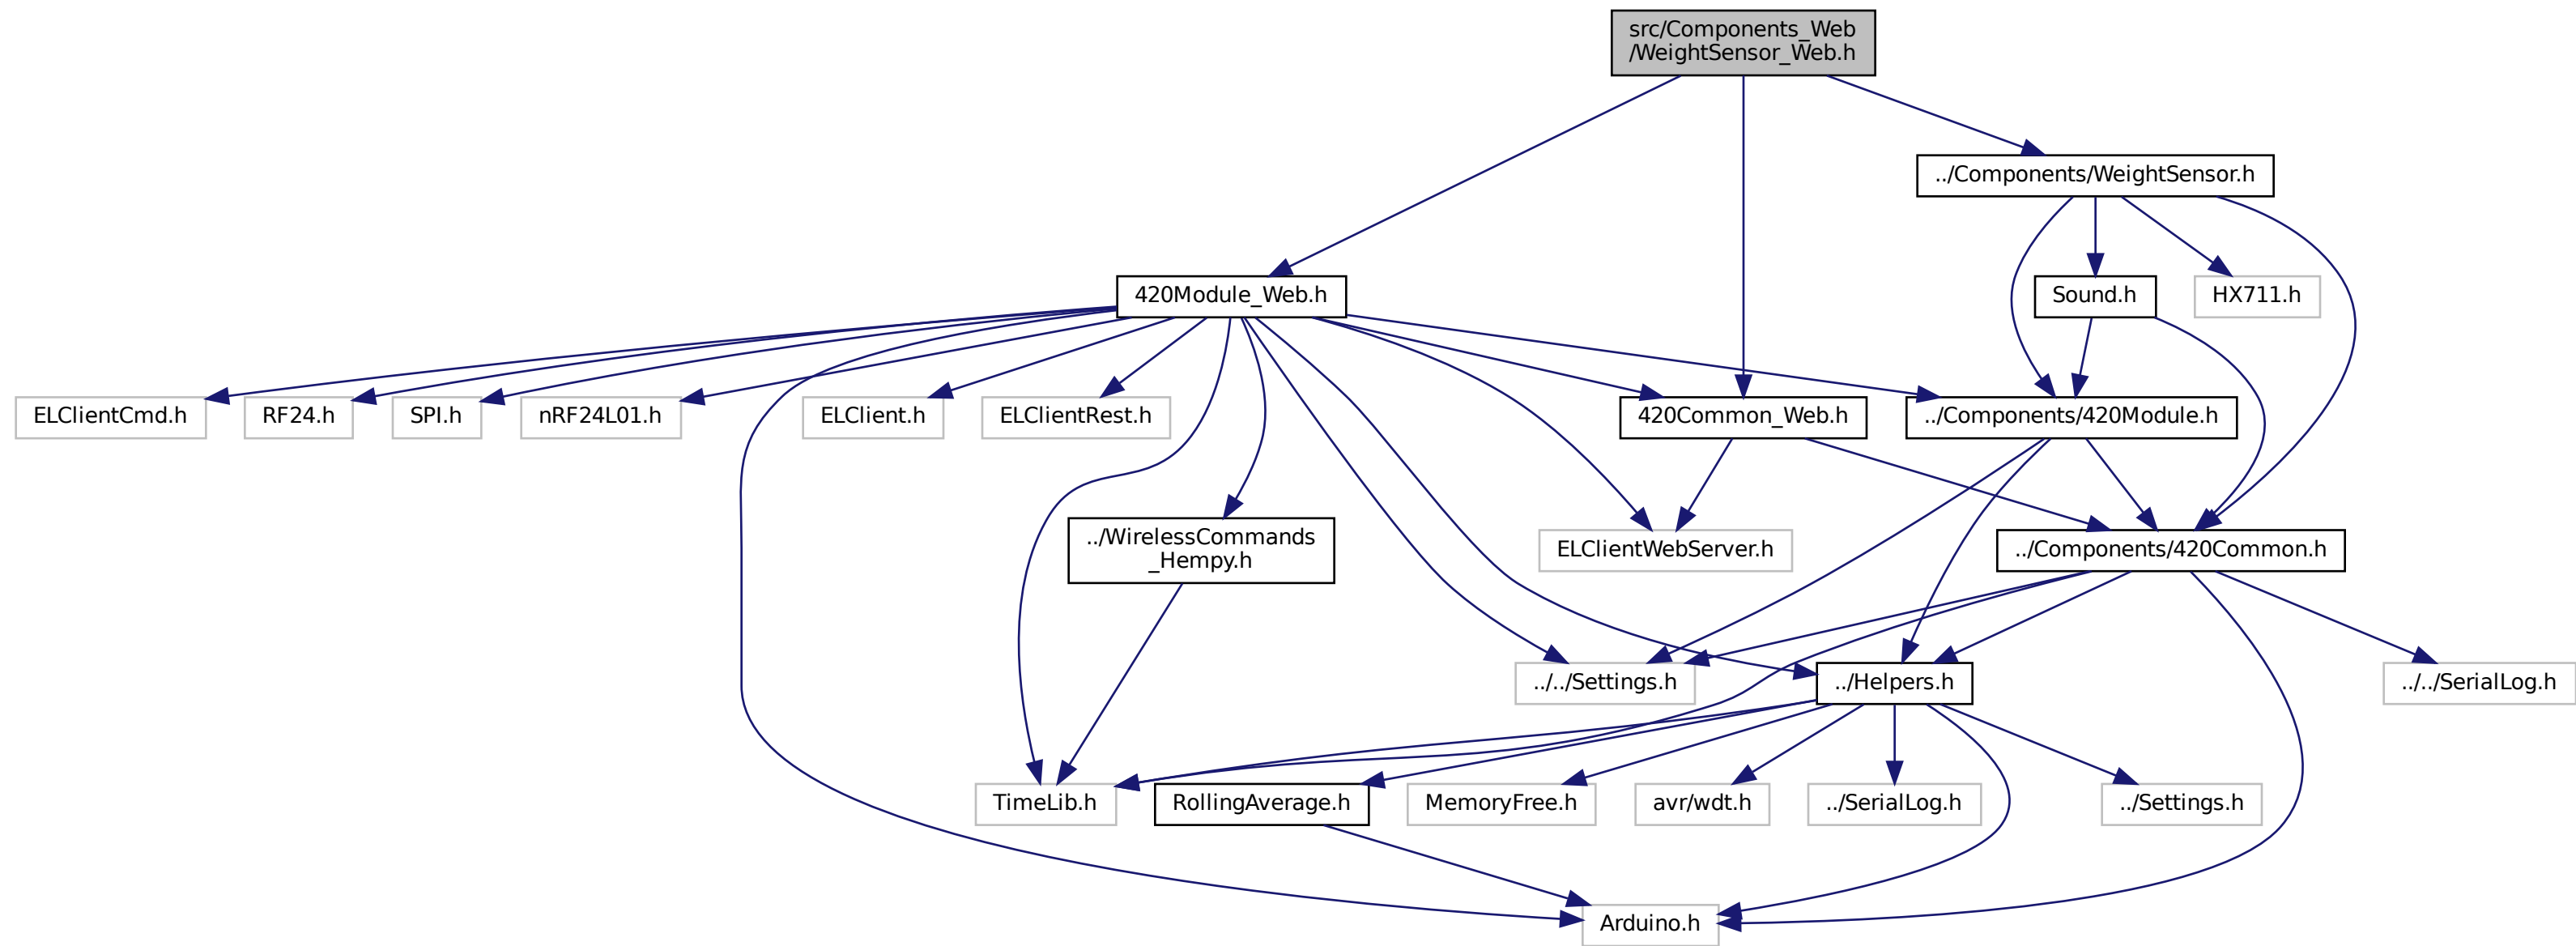 src/Components_Web
/WeightSensor_Web.h
../Components/WeightSensor.h
420Module_Web.h
Sound.h
HX711.h
ELClientCmd.h
RF24.h
SPI.h
nRF24L01.h
ELClient.h
ELClientRest.h
420Common_Web.h
../Components/420Module.h
../WirelessCommands
_Hempy.h
ELClientWebServer.h
../Components/420Common.h
../../Settings.h
../Helpers.h
../../SerialLog.h
TimeLib.h
RollingAverage.h
MemoryFree.h
avr/wdt.h
../SerialLog.h
../Settings.h
Arduino.h